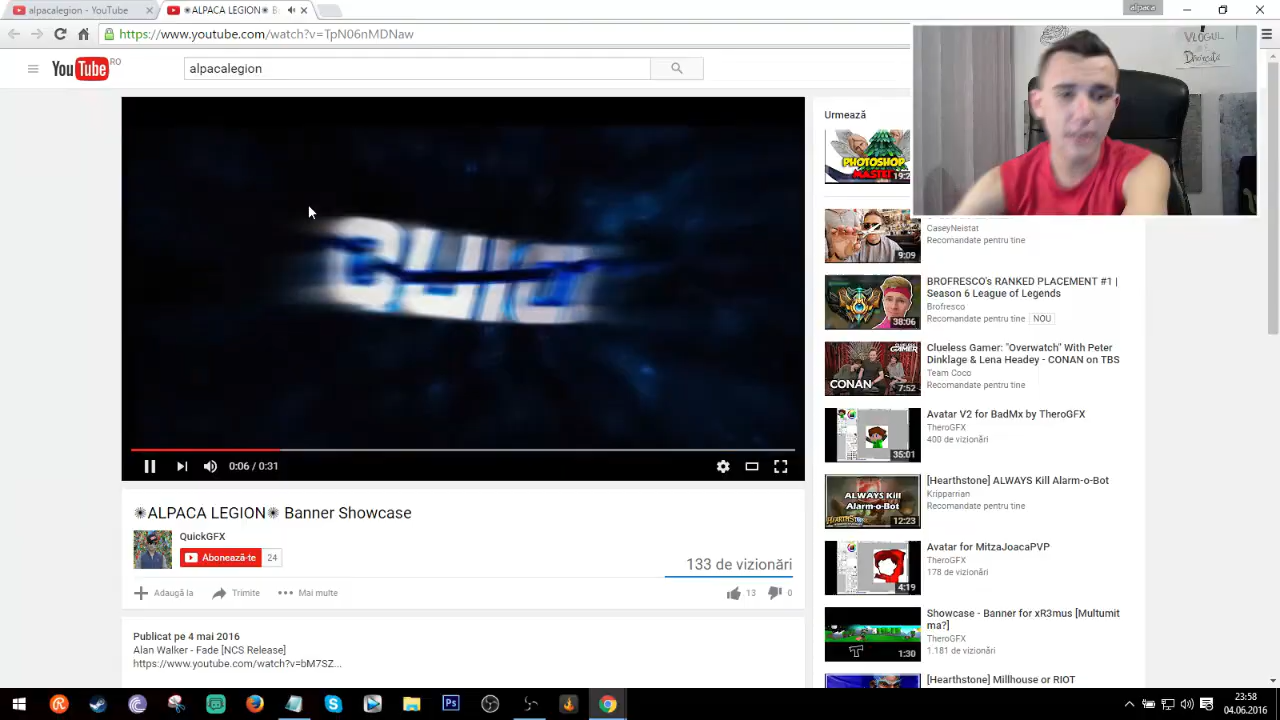 alpacalegion - YouTube
✴ALPACA LEGION✴ B
alpaca
https://www.youtube.com/watch?v=TpN06nMDNaw
YouTube RO
alpacalegion
VLOGUL
Urmează
PHOTOSHOP
MASTER
19:2
CaseyNeistat
Recomandate pentru tine
9:09
BROFRESCO's RANKED PLACEMENT #1 |
Season 6 League of Legends
Brofresco
Recomandate pentru tine NOU
38:06
Clueless Gamer: "Overwatch" With Peter
Dinklage & Lena Headey - CONAN on TBS
Team Coco
Recomandate pentru tine
CONAN
7:52
Avatar V2 for BadMx by TheroGFX
TheroGFX
400 de vizionări
35:01
[Hearthstone] ALWAYS Kill Alarm-o-Bot
Kripparrian
Recomandate pentru tine
ALWAYS KILL
ALARM-O-BOT
12:23
Avatar for MitzaJoacaPVP
TheroGFX
178 de vizionări
4:19
Showcase - Banner for xR3mus [Multumit
ma?]
TheroGFX
1.181 de vizionări
1:30
[Hearthstone] Millhouse or RIOT
0:06 / 0:31
✴ALPACA LEGION✴ Banner Showcase
QuickGFX
Abonează-te 24
133 de vizionări
Adaugă la Trimite Mai multe 13 0
Publicat pe 4 mai 2016
Alan Walker - Fade [NCS Release]
https://www.youtube.com/watch?v=bM7SZ...
23:58
04.06.2016